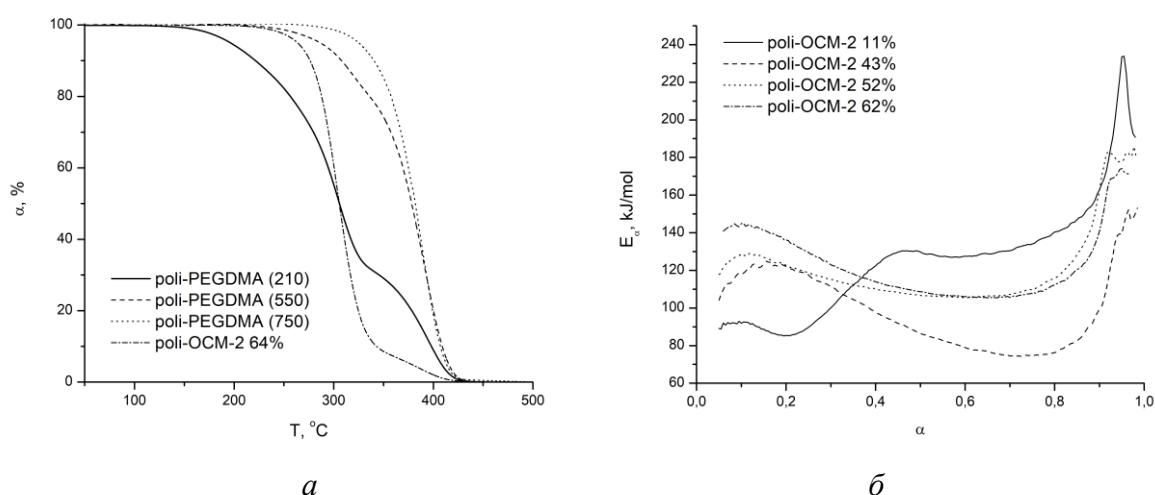 100
80
60
40
20
0
α, %
poli-PEGDMA (210)
poli-PEGDMA (550)
poli-PEGDMA (750)
poli-OCM-2 64%
100
200
300
400
500
T, °C
а
240
220
200
180
160
140
120
100
80
60
Eα, kJ/mol
poli-OCM-2 11%
poli-OCM-2 43%
poli-OCM-2 52%
poli-OCM-2 62%
0,0
0,2
0,4
0,6
0,8
1,0
α
б